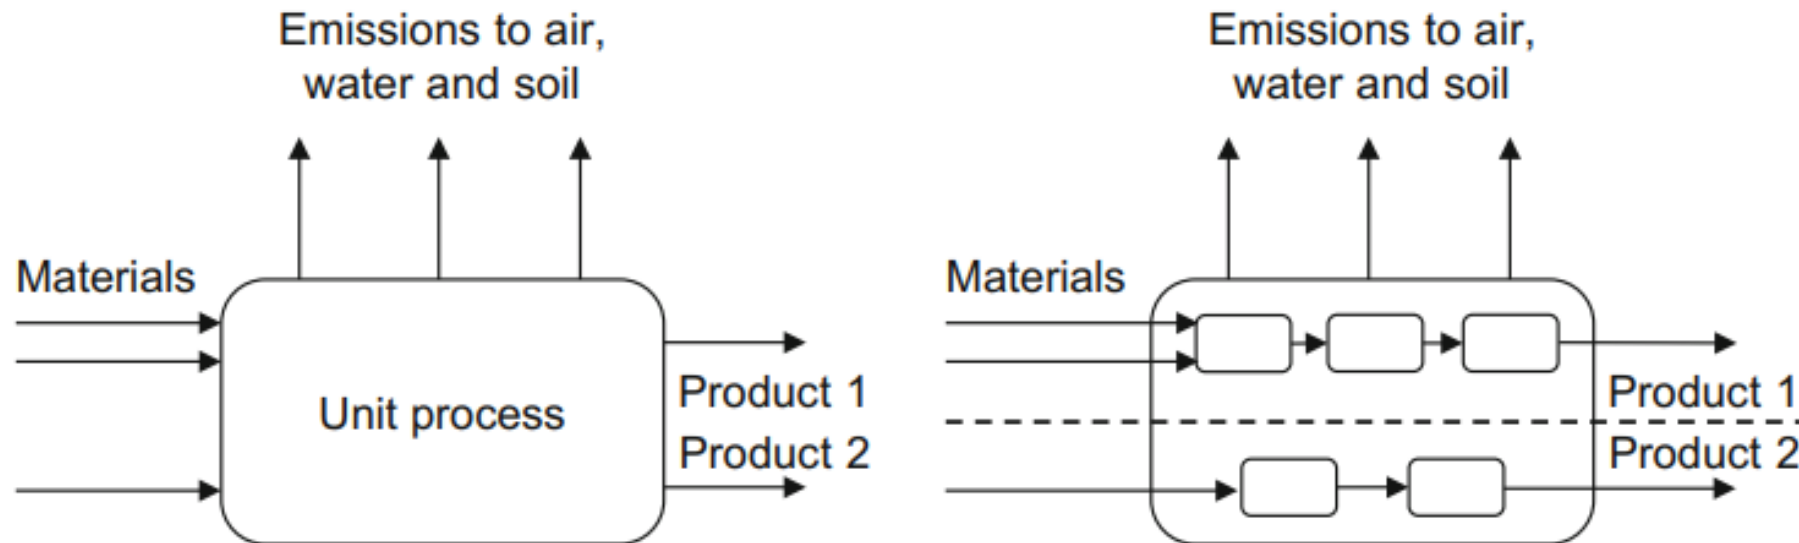 Emissions to air,
water and soil
Materials
Unit process
Product 1
Product 2
Emissions to air,
water and soil
Materials
Product 1
Product 2